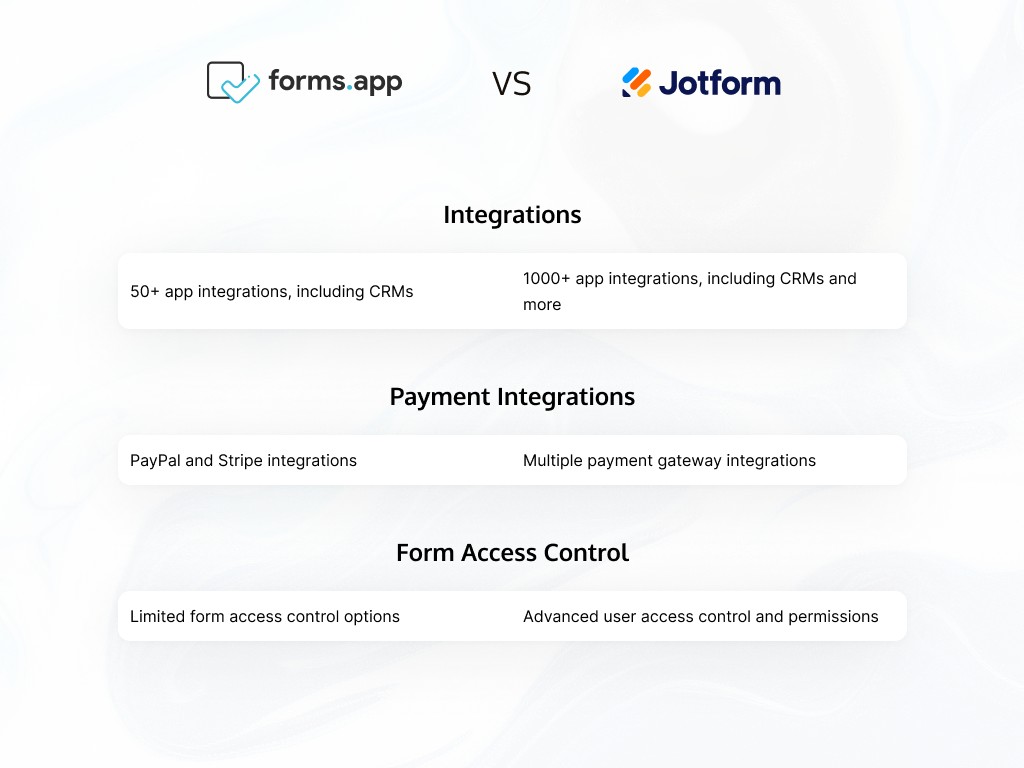 forms.app VS Jotform
Integrations
50+ app integrations, including CRMs
1000+ app integrations, including CRMs and
more
Payment Integrations
PayPal and Stripe integrations
Multiple payment gateway integrations
Form Access Control
Limited form access control options
Advanced user access control and permissions